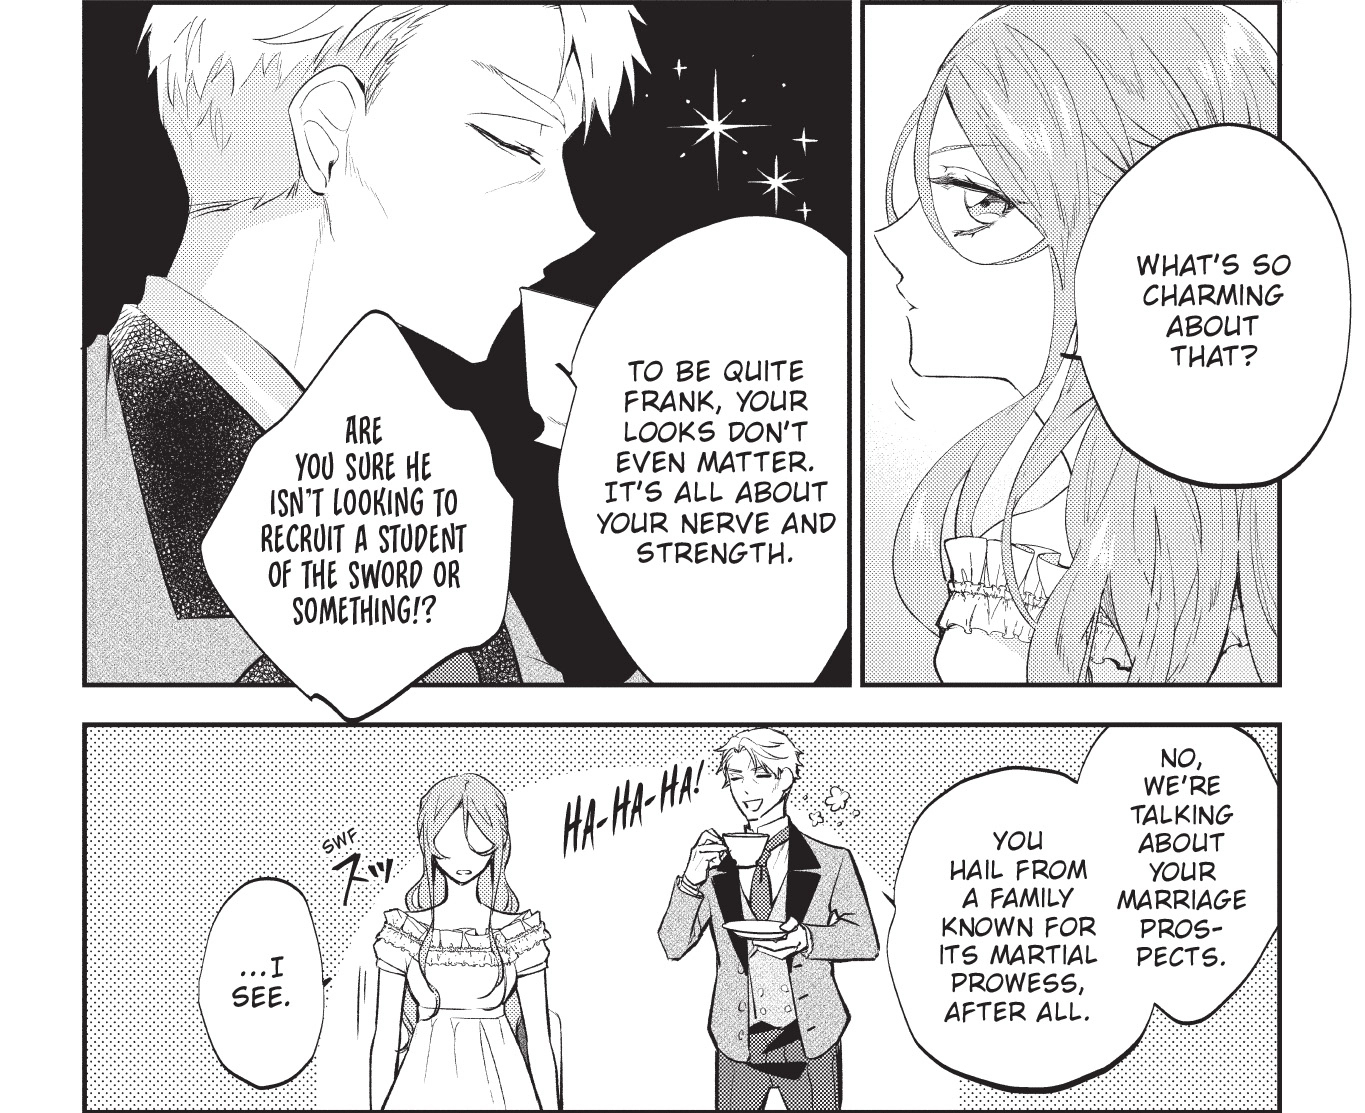 WHAT'S SO
CHARMING
ABOUT
THAT?
TO BE QUITE
FRANK, YOUR
LOOKS DON'T
EVEN MATTER.
IT'S ALL ABOUT
YOUR NERVE AND
STRENGTH.
ARE
YOU SURE HE
ISN'T LOOKING TO
RECRUIT A STUDENT
OF THE SWORD OR
SOMETHING!?
NO,
WE'RE
TALKING
ABOUT
YOUR
MARRIAGE
PROS-
PECTS.
YOU
HAIL FROM
A FAMILY
KNOWN FOR
ITS MARTIAL
PROWESS,
AFTER ALL.
HA-HA-HA!
SWF
スッ
...I
SEE.